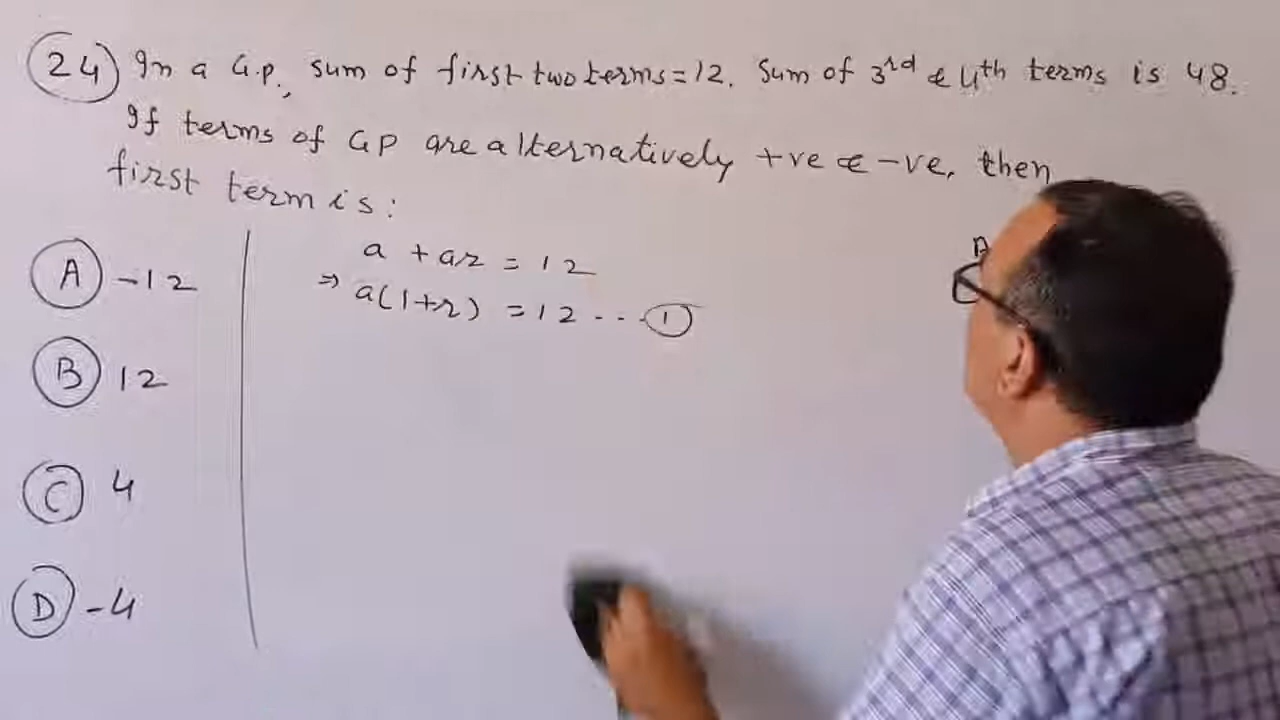 24 In a G.P., sum of first two terms = 12. Sum of 3rd & 4th terms is 48.
If terms of GP are alternatively +ve & -ve, then
first term is:
A -12
B 12
C 4
D -4
a + ar = 12
⇒ a(1+r) = 12 --- 1